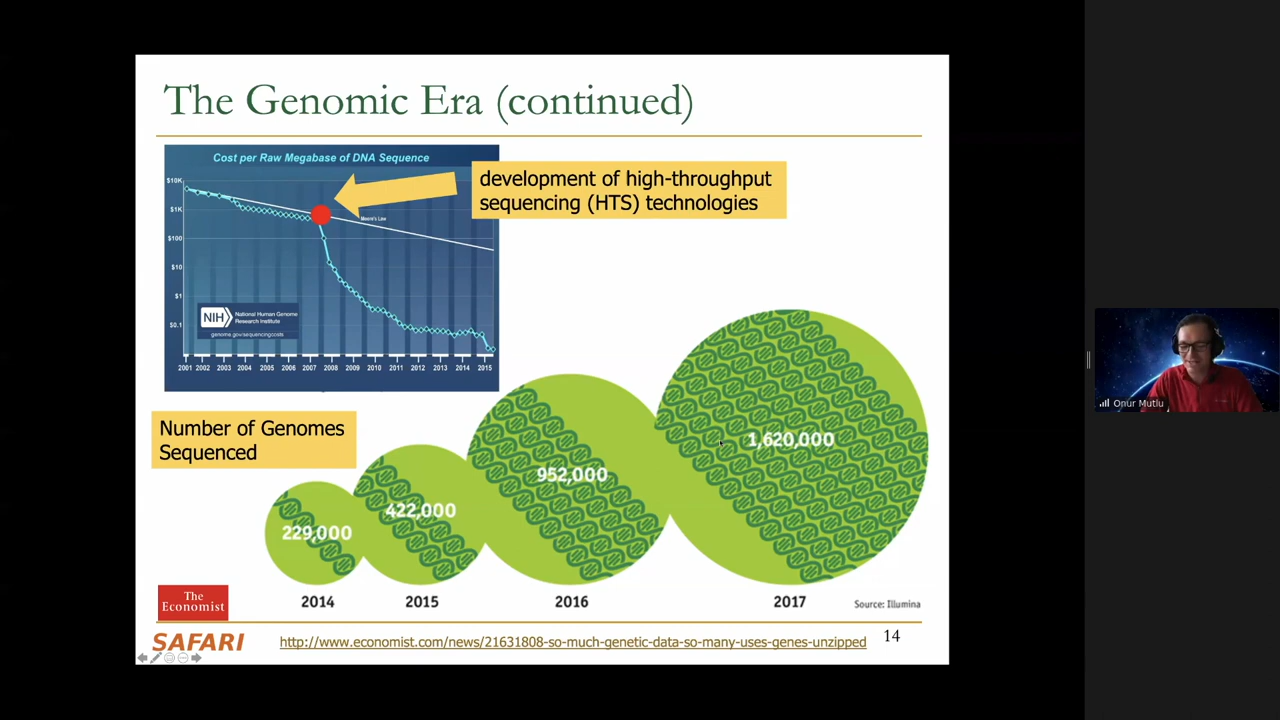 The Genomic Era (continued)
Cost per Raw Megabase of DNA Sequence
$10K
$1K
$100
$10
$1
$0.1
Moore's Law
NIH National Human Genome
Research Institute
genome.gov/sequencingcosts
2001 2002 2003 2004 2005 2006 2007 2008 2009 2010 2011 2012 2013 2014 2015
development of high-throughput
sequencing (HTS) technologies
Number of Genomes
Sequenced
229,000
422,000
952,000
1,620,000
2014 2015 2016 2017
Source: Illumina
The
Economist
SAFARI
http://www.economist.com/news/21631808-so-much-genetic-data-so-many-uses-genes-unzipped
14
Onur Mutlu